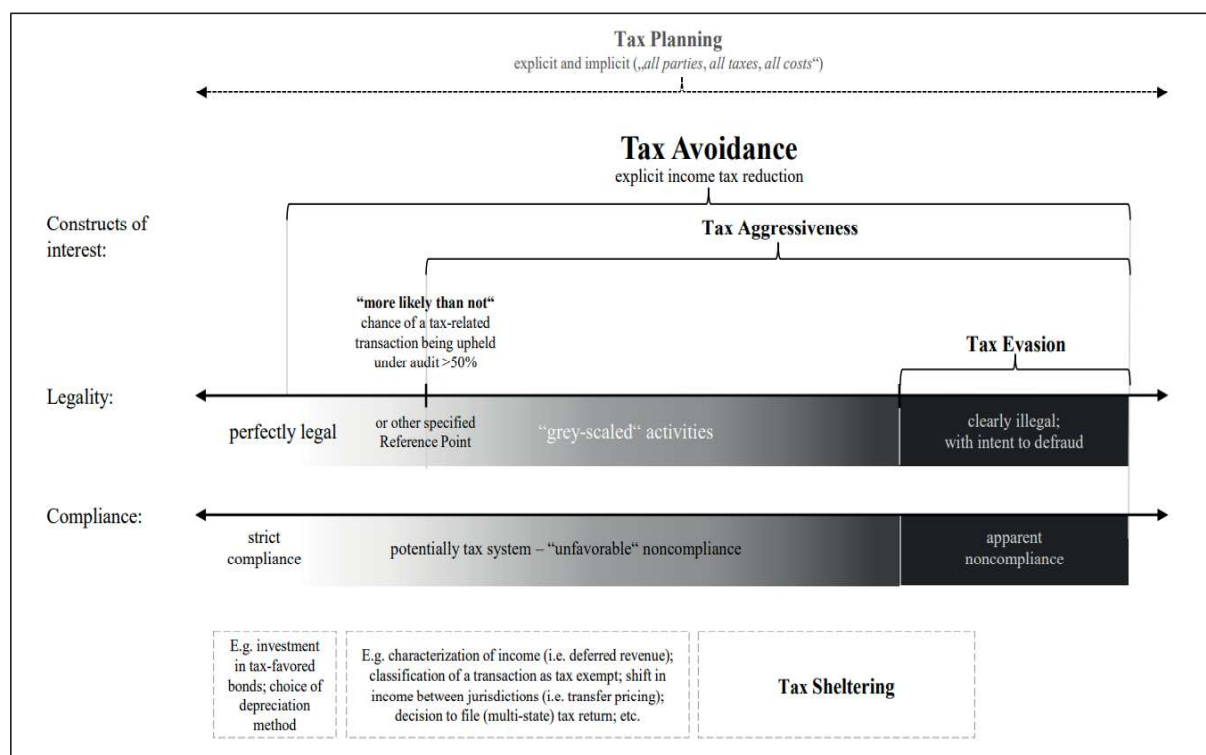 Tax Planning
explicit and implicit („all parties, all taxes, all costs“)
Tax Avoidance
explicit income tax reduction
Constructs of
interest:
Tax Aggressiveness
“more likely than not“
chance of a tax-related
transaction being upheld
under audit >50%
Tax Evasion
Legality:
perfectly legal
or other specified
Reference Point
“grey-scaled“ activities
clearly illegal;
with intent to defraud
Compliance:
strict
compliance
potentially tax system – “unfavorable“ noncompliance
apparent
noncompliance
E.g. investment
in tax-favored
bonds; choice of
depreciation
method
E.g. characterization of income (i.e. deferred revenue);
classification of a transaction as tax exempt; shift in
income between jurisdictions (i.e. transfer pricing);
decision to file (multi-state) tax return; etc.
Tax Sheltering